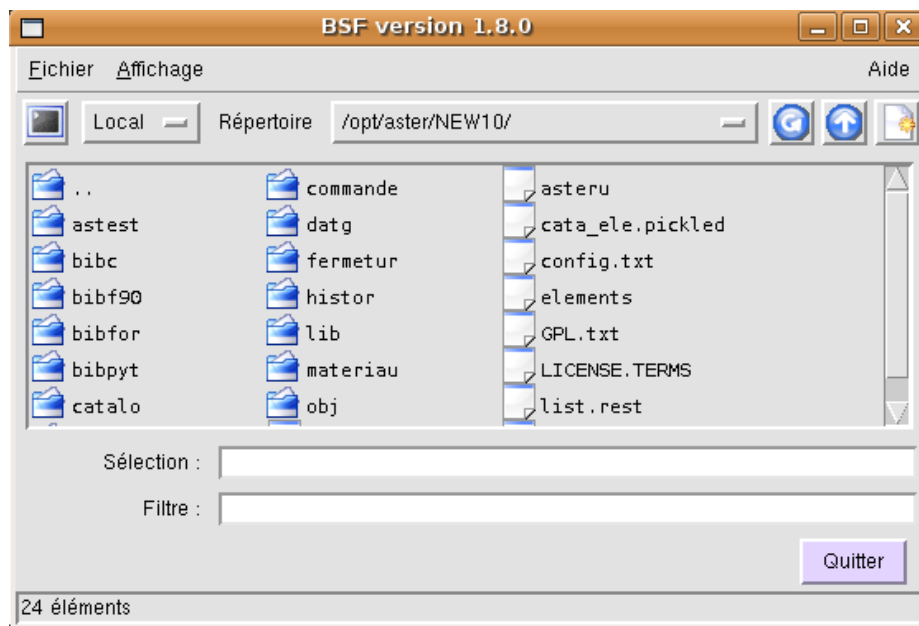 BSF version 1.8.0
Fichier Affichage Aide
Local Répertoire /opt/aster/NEW10/
.. commande asteru
astest datg cata_ele.pickled
bibc fermetur config.txt
bibf90 histor elements
bibfor lib GPL.txt
bibpyt materiau LICENSE.TERMS
catalo obj list.rest
Sélection :
Filtre :
Quitter
24 éléments